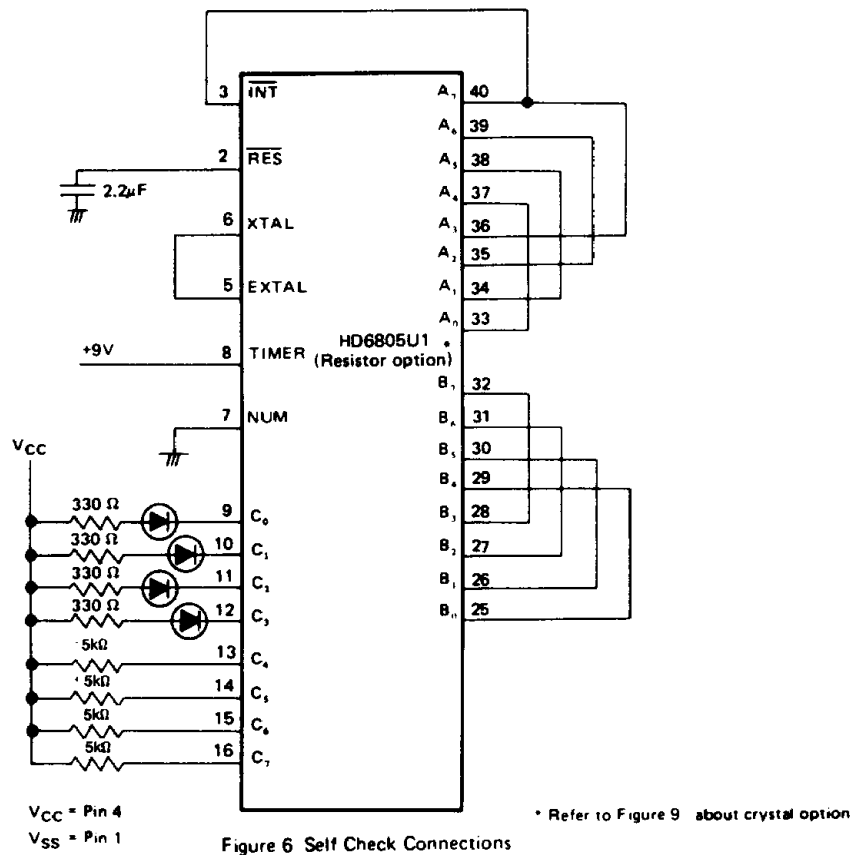 3 INT A₇ 40
A₆ 39
2 RES A₅ 38
2.2μF
A₄ 37
6 XTAL A₃ 36
A₂ 35
5 EXTAL A₁ 34
A₀ 33
HD6805U1 *
+9V 8 TIMER (Resistor option)
B₇ 32
7 NUM B₆ 31
VCC B₅ 30
B₄ 29
330 Ω 9 C₀ B₃ 28
330 Ω 10 C₁ B₂ 27
330 Ω 11 C₂ B₁ 26
330 Ω 12 C₃ B₀ 25
5kΩ 13 C₄
5kΩ 14 C₅
5kΩ 15 C₆
5kΩ 16 C₇
VCC = Pin 4
VSS = Pin 1
* Refer to Figure 9 about crystal option
Figure 6 Self Check Connections